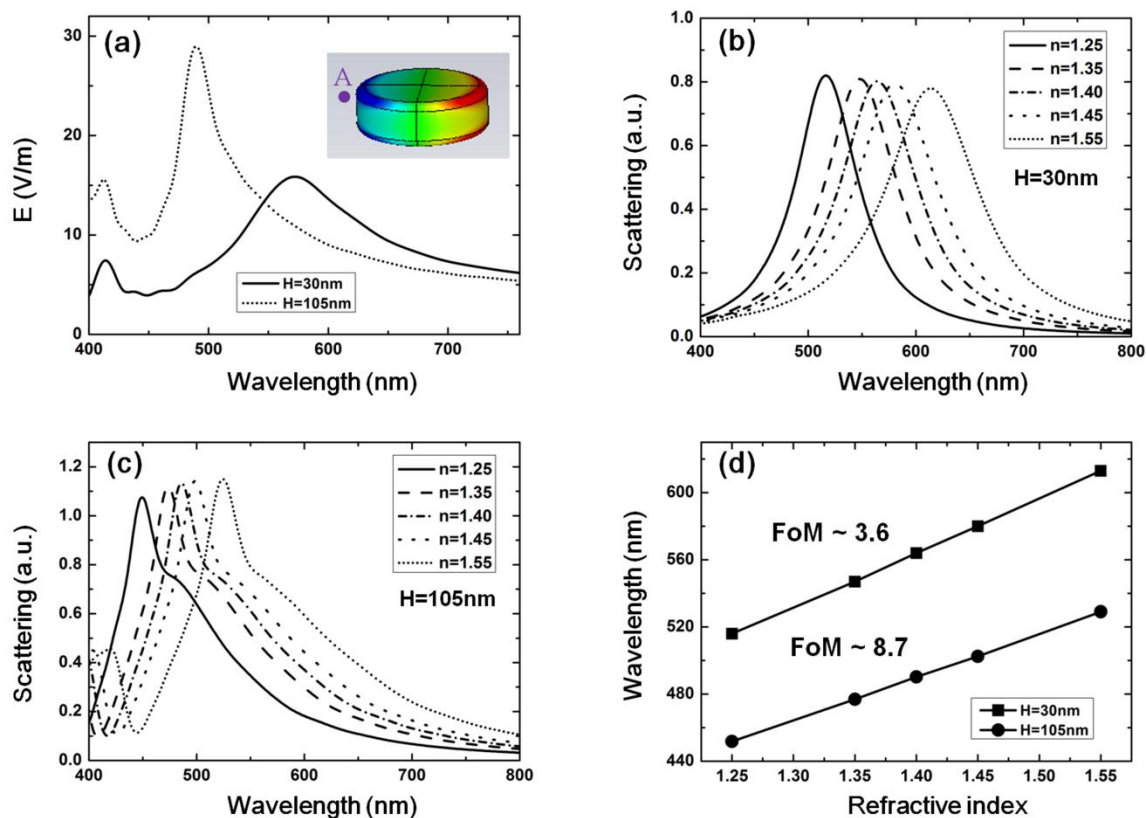 (a)
A
E (V/m)
30
20
10
0
H=30nm
H=105nm
400 500 600 700
Wavelength (nm)
(b)
Scattering (a.u.)
1.0
0.8
0.6
0.4
0.2
0.0
n=1.25
n=1.35
n=1.40
n=1.45
n=1.55
H=30nm
400 500 600 700 800
Wavelength (nm)
(c)
Scattering (a.u.)
1.2
1.0
0.8
0.6
0.4
0.2
0.0
n=1.25
n=1.35
n=1.40
n=1.45
n=1.55
H=105nm
400 500 600 700 800
Wavelength (nm)
(d)
Wavelength (nm)
600
560
520
480
440
FoM ~ 3.6
FoM ~ 8.7
H=30nm
H=105nm
1.25 1.30 1.35 1.40 1.45 1.50 1.55
Refractive index